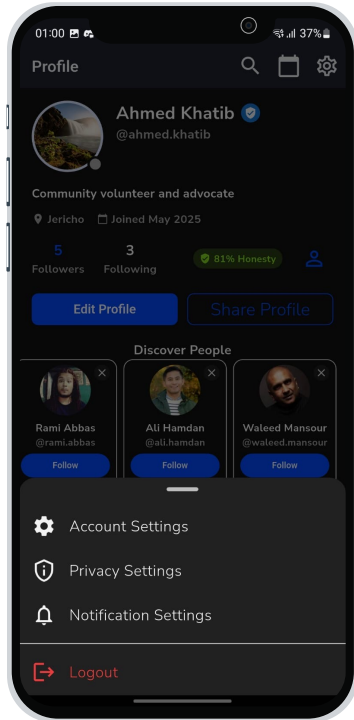 01:00 37%
Profile
Ahmed Khatib
@ahmed.khatib
Community volunteer and advocate
Jericho Joined May 2025
5 3
81% Honesty
Followers Following
Edit Profile Share Profile
Discover People
Rami Abbas Ali Hamdan Waleed Mansour
@rami.abbas @ali.hamdan @waleed.mansour
Follow Follow Follow
Account Settings
Privacy Settings
Notification Settings
Logout